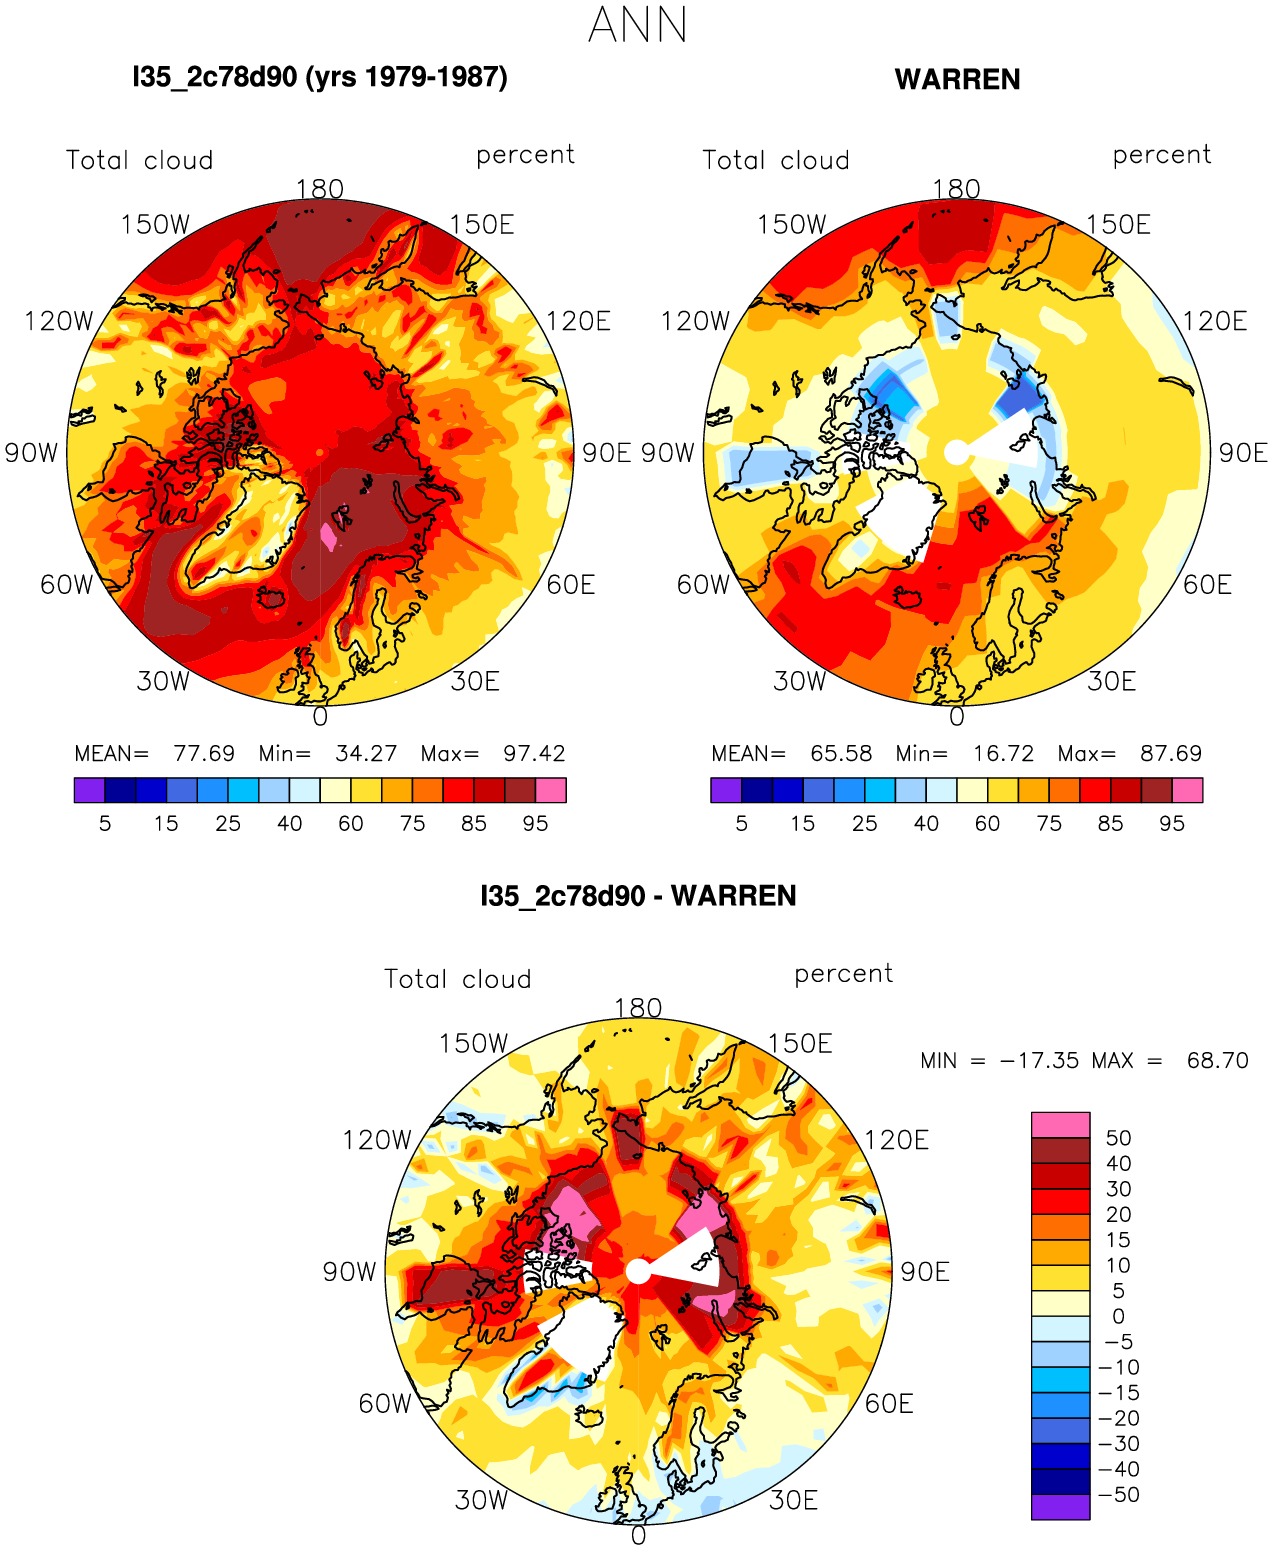 ANN
I35_2c78d90 (yrs 1979-1987)
WARREN
Total cloud percent
Total cloud percent
180
150W 150E
120W 120E
90W 90E
60W 60E
30W 30E
0
180
150W 150E
120W 120E
90W 90E
60W 60E
30W 30E
0
MEAN= 77.69 Min= 34.27 Max= 97.42
MEAN= 65.58 Min= 16.72 Max= 87.69
5 15 25 40 60 75 85 95
5 15 25 40 60 75 85 95
I35_2c78d90 - WARREN
Total cloud percent
180
150W 150E
120W 120E
90W 90E
60W 60E
30W 30E
0
MIN = −17.35 MAX = 68.70
50
40
30
20
15
10
5
0
−5
−10
−15
−20
−30
−40
−50